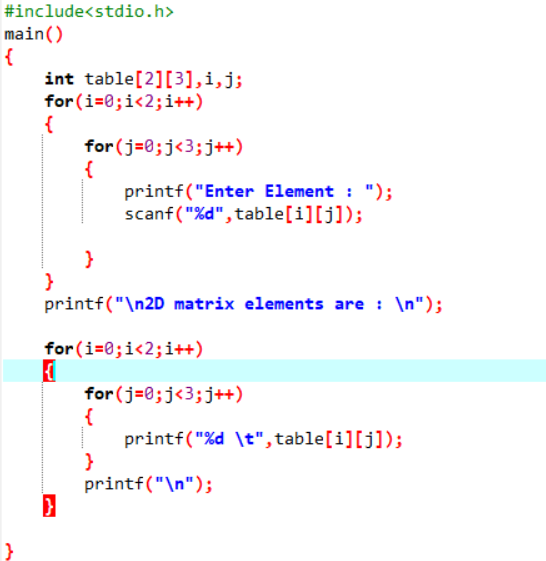 #include<stdio.h>
main()
{
    int table[2][3],i,j;
    for(i=0;i<2;i++)
    {
        for(j=0;j<3;j++)
        {
            printf("Enter Element : ");
            scanf("%d",table[i][j]);

        }
    }
    printf("\n2D matrix elements are : \n");

    for(i=0;i<2;i++)
    {
        for(j=0;j<3;j++)
        {
            printf("%d \t",table[i][j]);
        }
        printf("\n");
    }

}